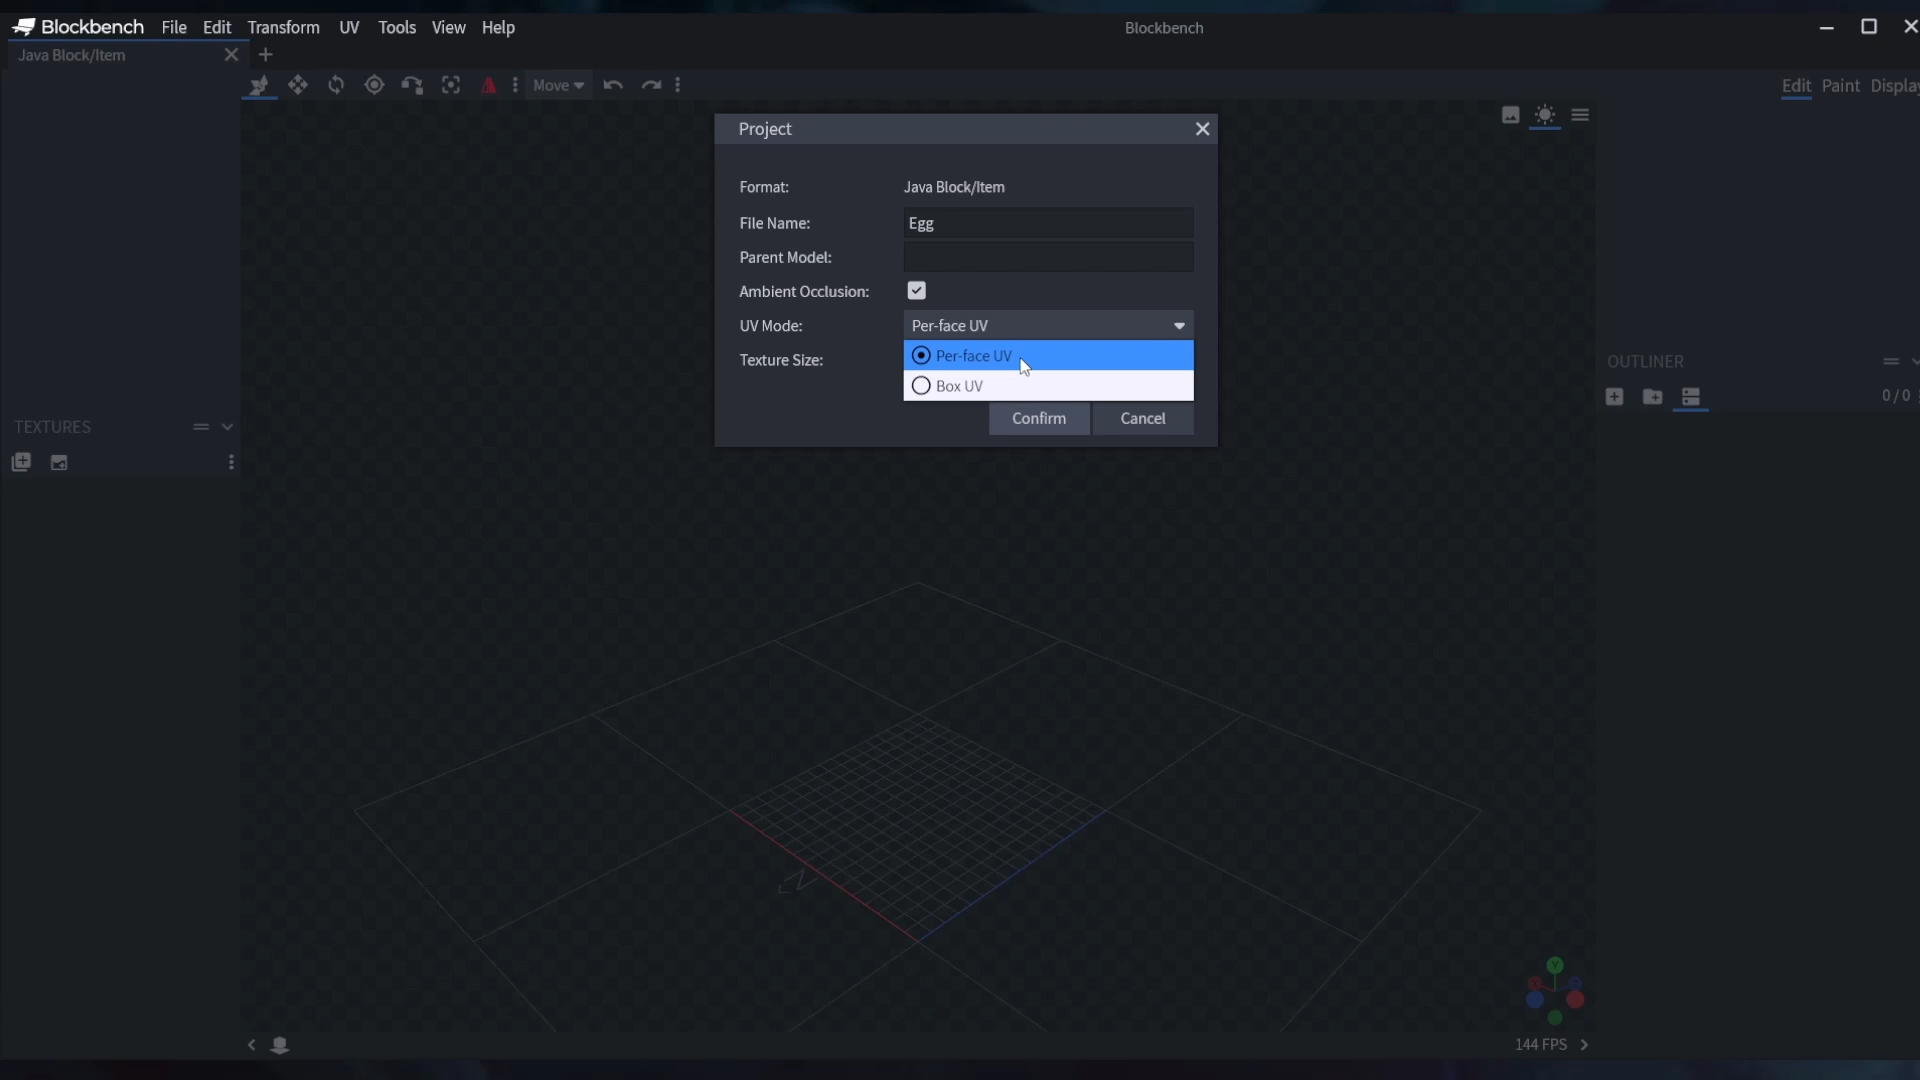 Blockbench File Edit Transform UV Tools View Help
Blockbench
Java Block/Item
Move
Edit Paint Display
Project
Format: Java Block/Item
File Name: Egg
Parent Model:
Ambient Occlusion:
UV Mode: Per-face UV
Texture Size:
Per-face UV
Box UV
Confirm Cancel
OUTLINER
0/0
TEXTURES
Y
144 FPS